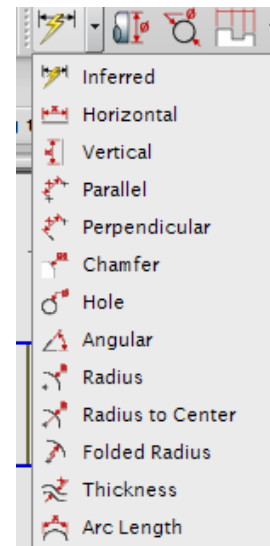 Inferred
Horizontal
Vertical
Parallel
Perpendicular
Chamfer
Hole
Angular
Radius
Radius to Center
Folded Radius
Thickness
Arc Length